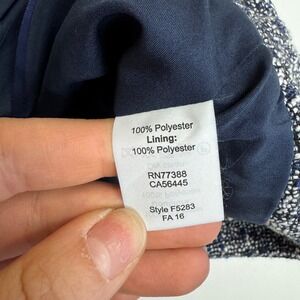 100% Polyester
Lining:
100% Polyester
RN77388
CA56445
Style F5283
FA 16